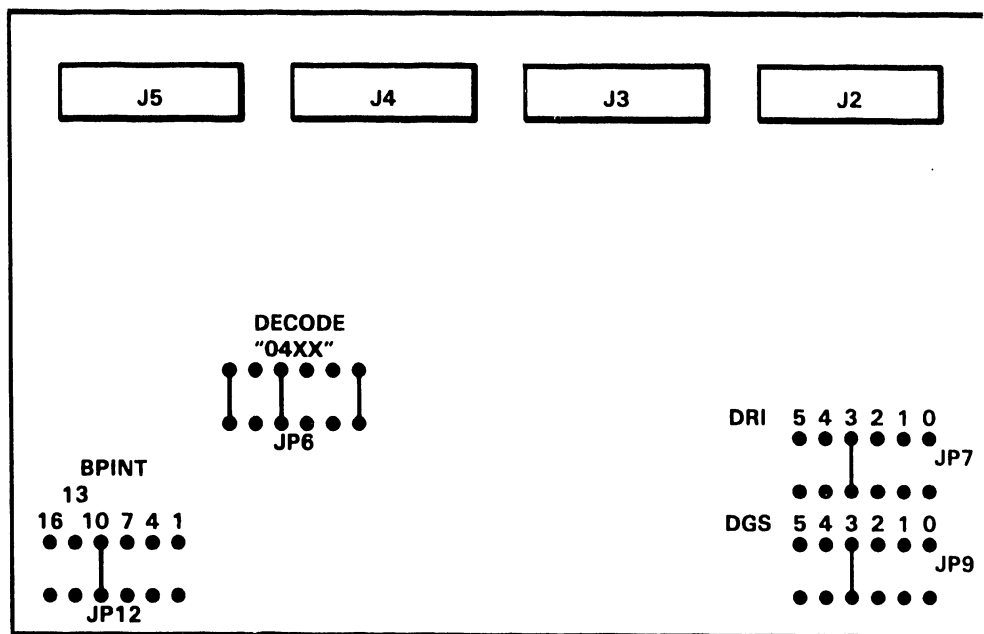 J5 J4 J3 J2
DECODE
"04XX"
JP6
DRI 5 4 3 2 1 0
JP7
BPINT
13
16 10 7 4 1
JP12
DGS 5 4 3 2 1 0
JP9